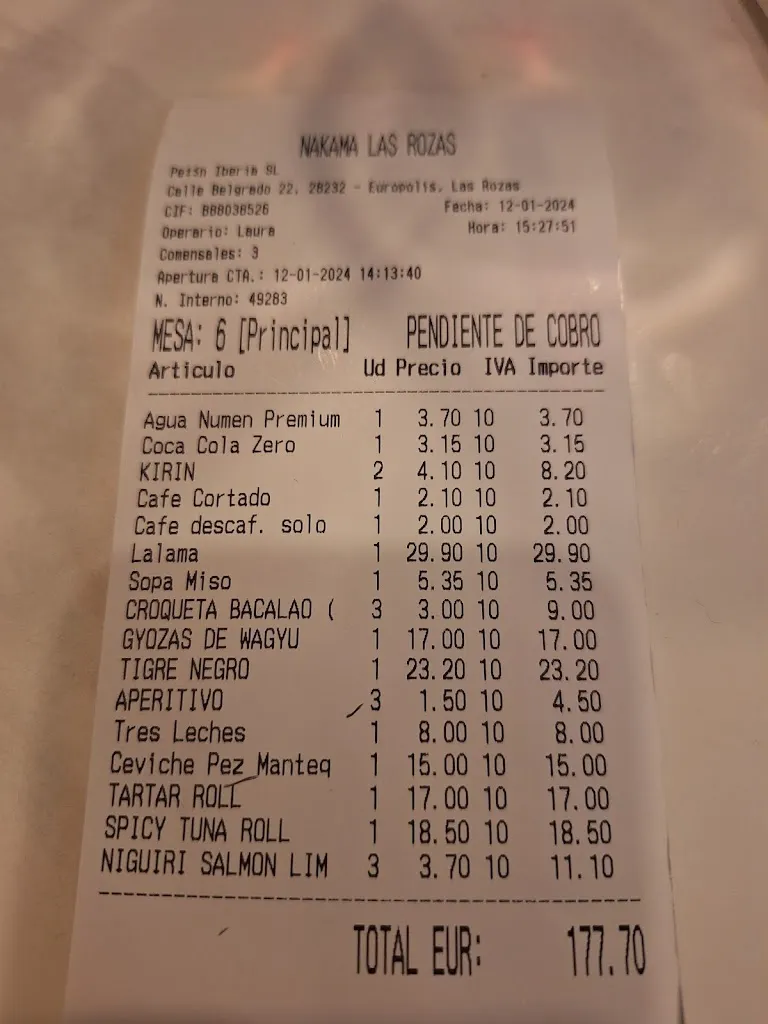 NAKAMA LAS ROZAS
Peisn Iberia SL
Calle Belgrado 22, 28232 - Europolis, Las Rozas
CIF: B88038526 Fecha: 12-01-2024
Operario: Laura Hora: 15:27:51
Comensales: 3
Apertura CTA.: 12-01-2024 14:13:40
N. Interno: 49283
MESA: 6 [Principal] PENDIENTE DE COBRO
Articulo Ud Precio IVA Importe
Agua Numen Premium 1 3.70 10 3.70
Coca Cola Zero 1 3.15 10 3.15
KIRIN 2 4.10 10 8.20
Cafe Cortado 1 2.10 10 2.10
Cafe descaf. solo 1 2.00 10 2.00
Lalama 1 29.90 10 29.90
Sopa Miso 1 5.35 10 5.35
CROQUETA BACALAO ( 3 3.00 10 9.00
GYOZAS DE WAGYU 1 17.00 10 17.00
TIGRE NEGRO 1 23.20 10 23.20
APERITIVO 3 1.50 10 4.50
Tres Leches 1 8.00 10 8.00
Ceviche Pez Manteq 1 15.00 10 15.00
TARTAR ROLL 1 17.00 10 17.00
SPICY TUNA ROLL 1 18.50 10 18.50
NIGUIRI SALMON LIM 3 3.70 10 11.10
TOTAL EUR: 177.70